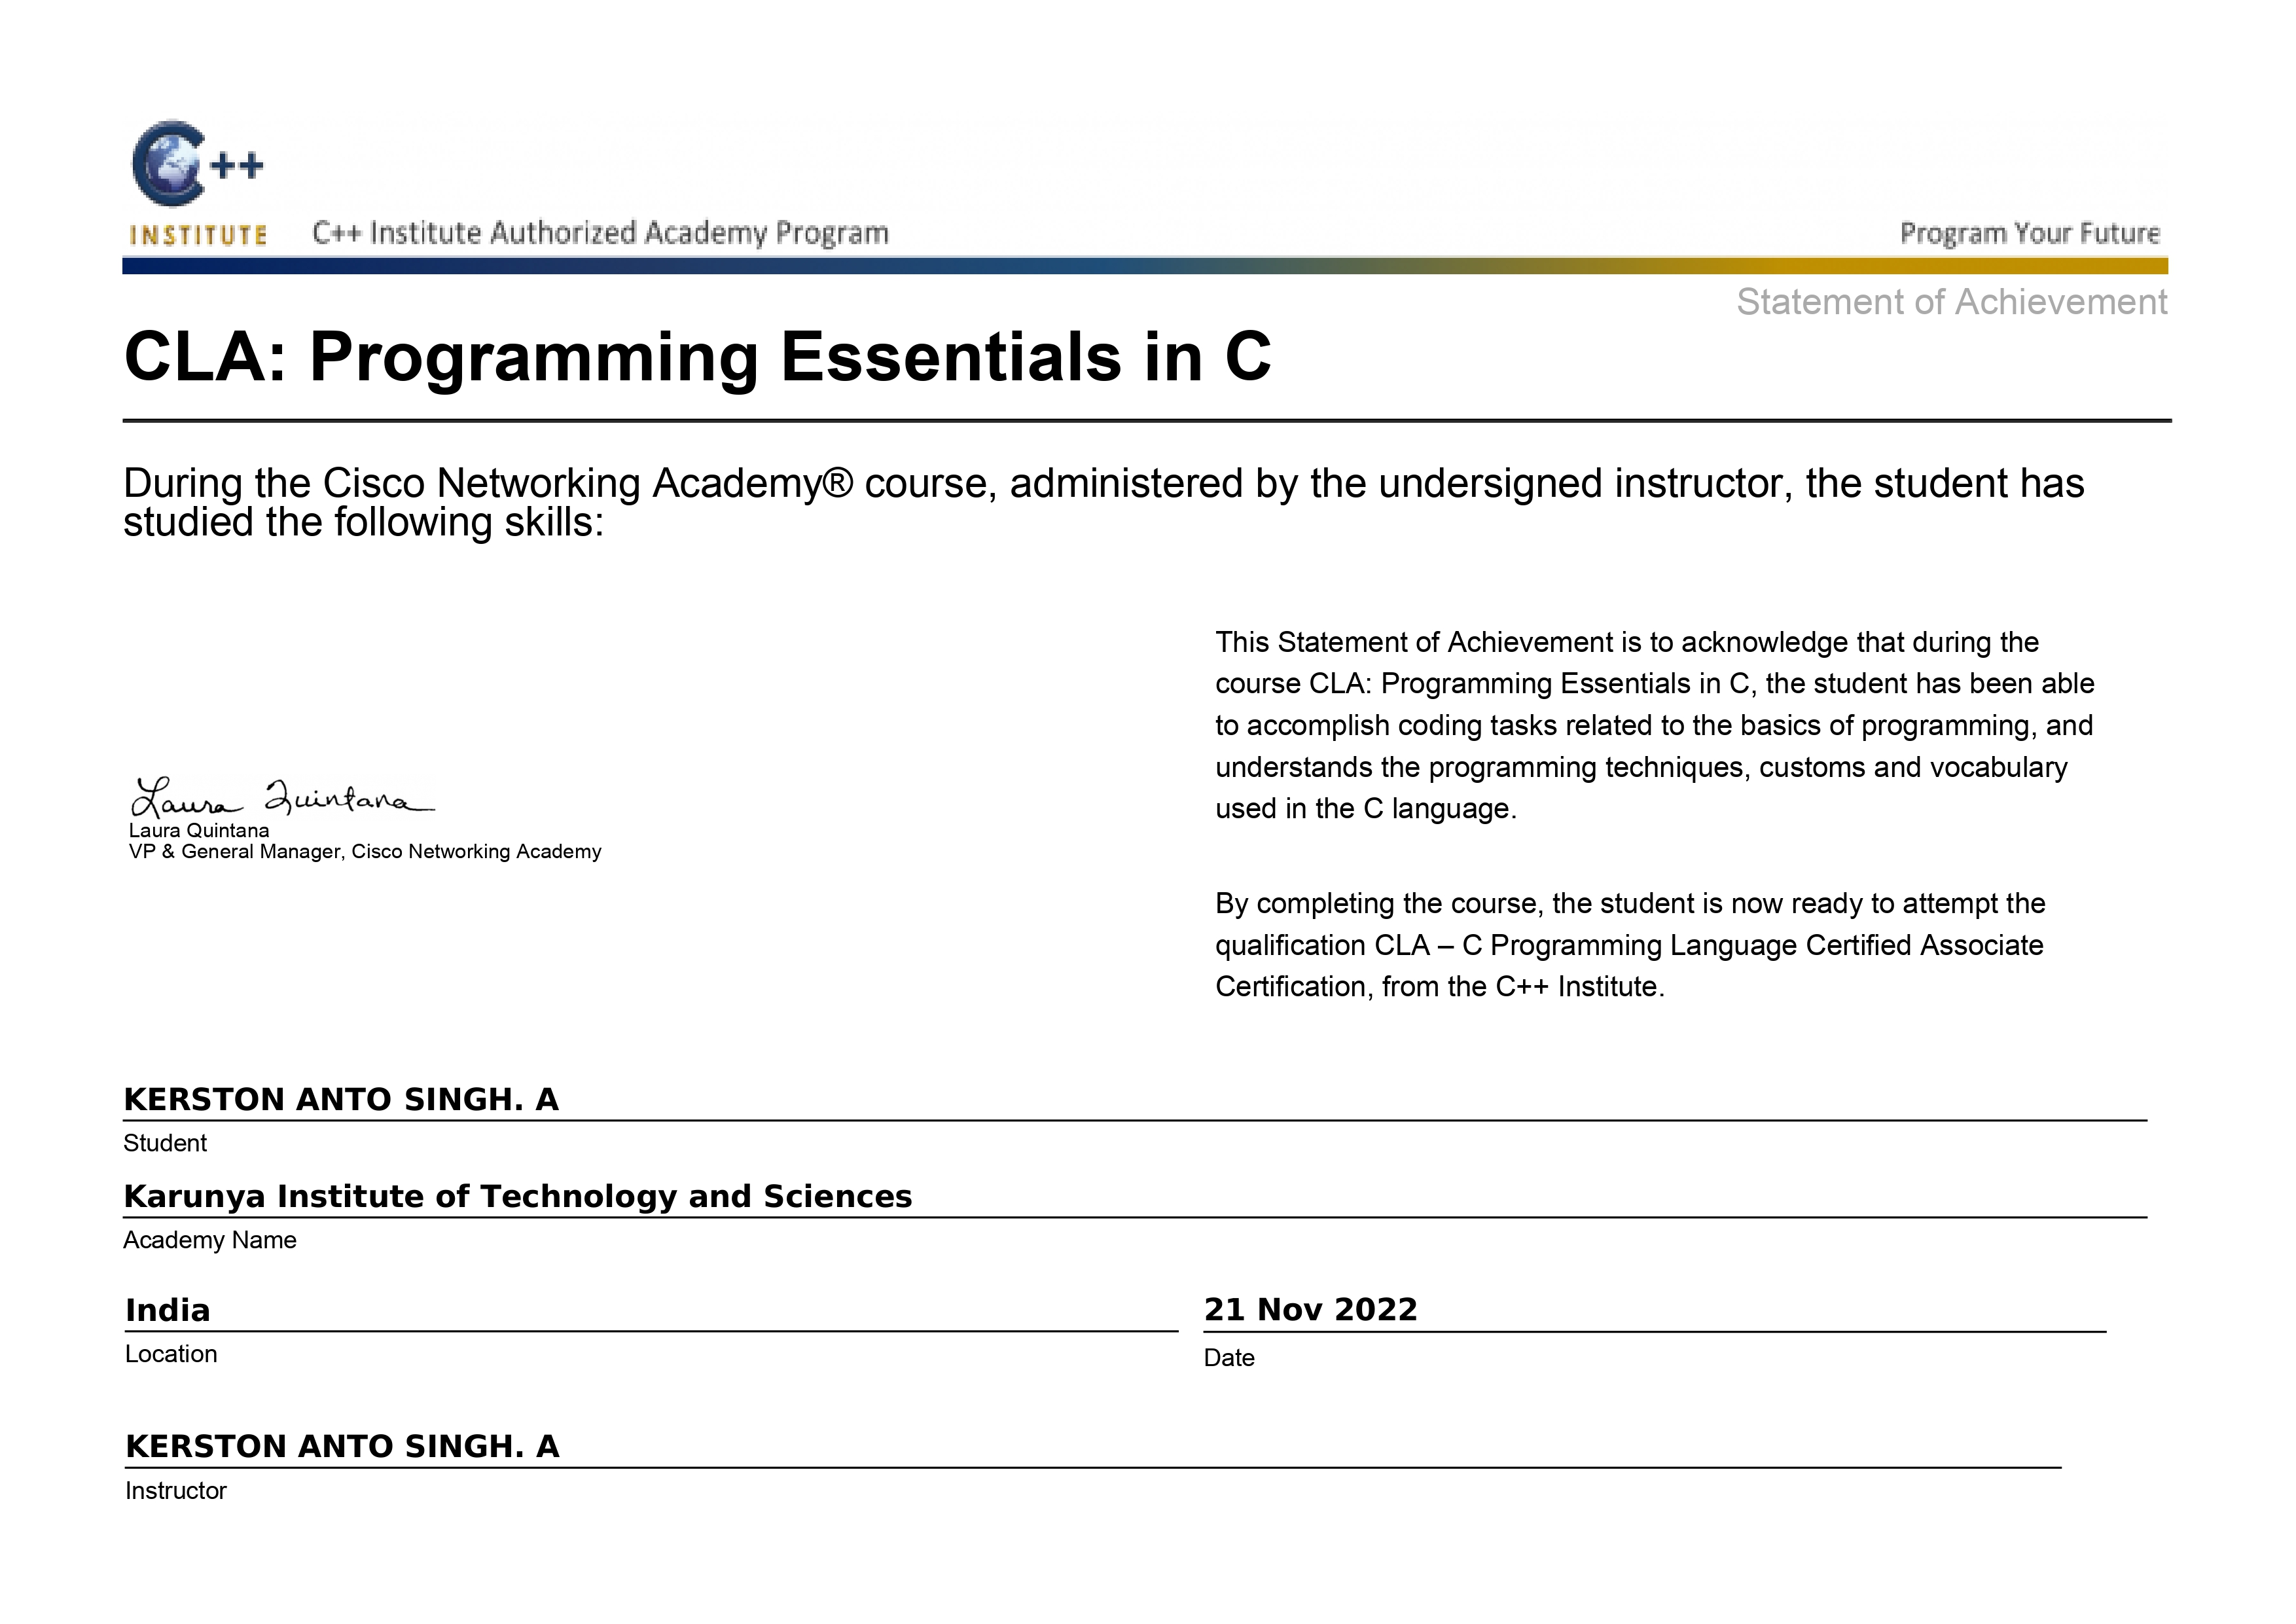 C++
INSTITUTE
C++ Institute Authorized Academy Program
Program Your Future
Statement of Achievement
CLA: Programming Essentials in C
During the Cisco Networking Academy® course, administered by the undersigned instructor, the student has
studied the following skills:
This Statement of Achievement is to acknowledge that during the
course CLA: Programming Essentials in C, the student has been able
to accomplish coding tasks related to the basics of programming, and
understands the programming techniques, customs and vocabulary
used in the C language.
Laura Quintana
Laura Quintana
VP & General Manager, Cisco Networking Academy
By completing the course, the student is now ready to attempt the
qualification CLA – C Programming Language Certified Associate
Certification, from the C++ Institute.
KERSTON ANTO SINGH. A
Student
Karunya Institute of Technology and Sciences
Academy Name
India
Location
21 Nov 2022
Date
KERSTON ANTO SINGH. A
Instructor